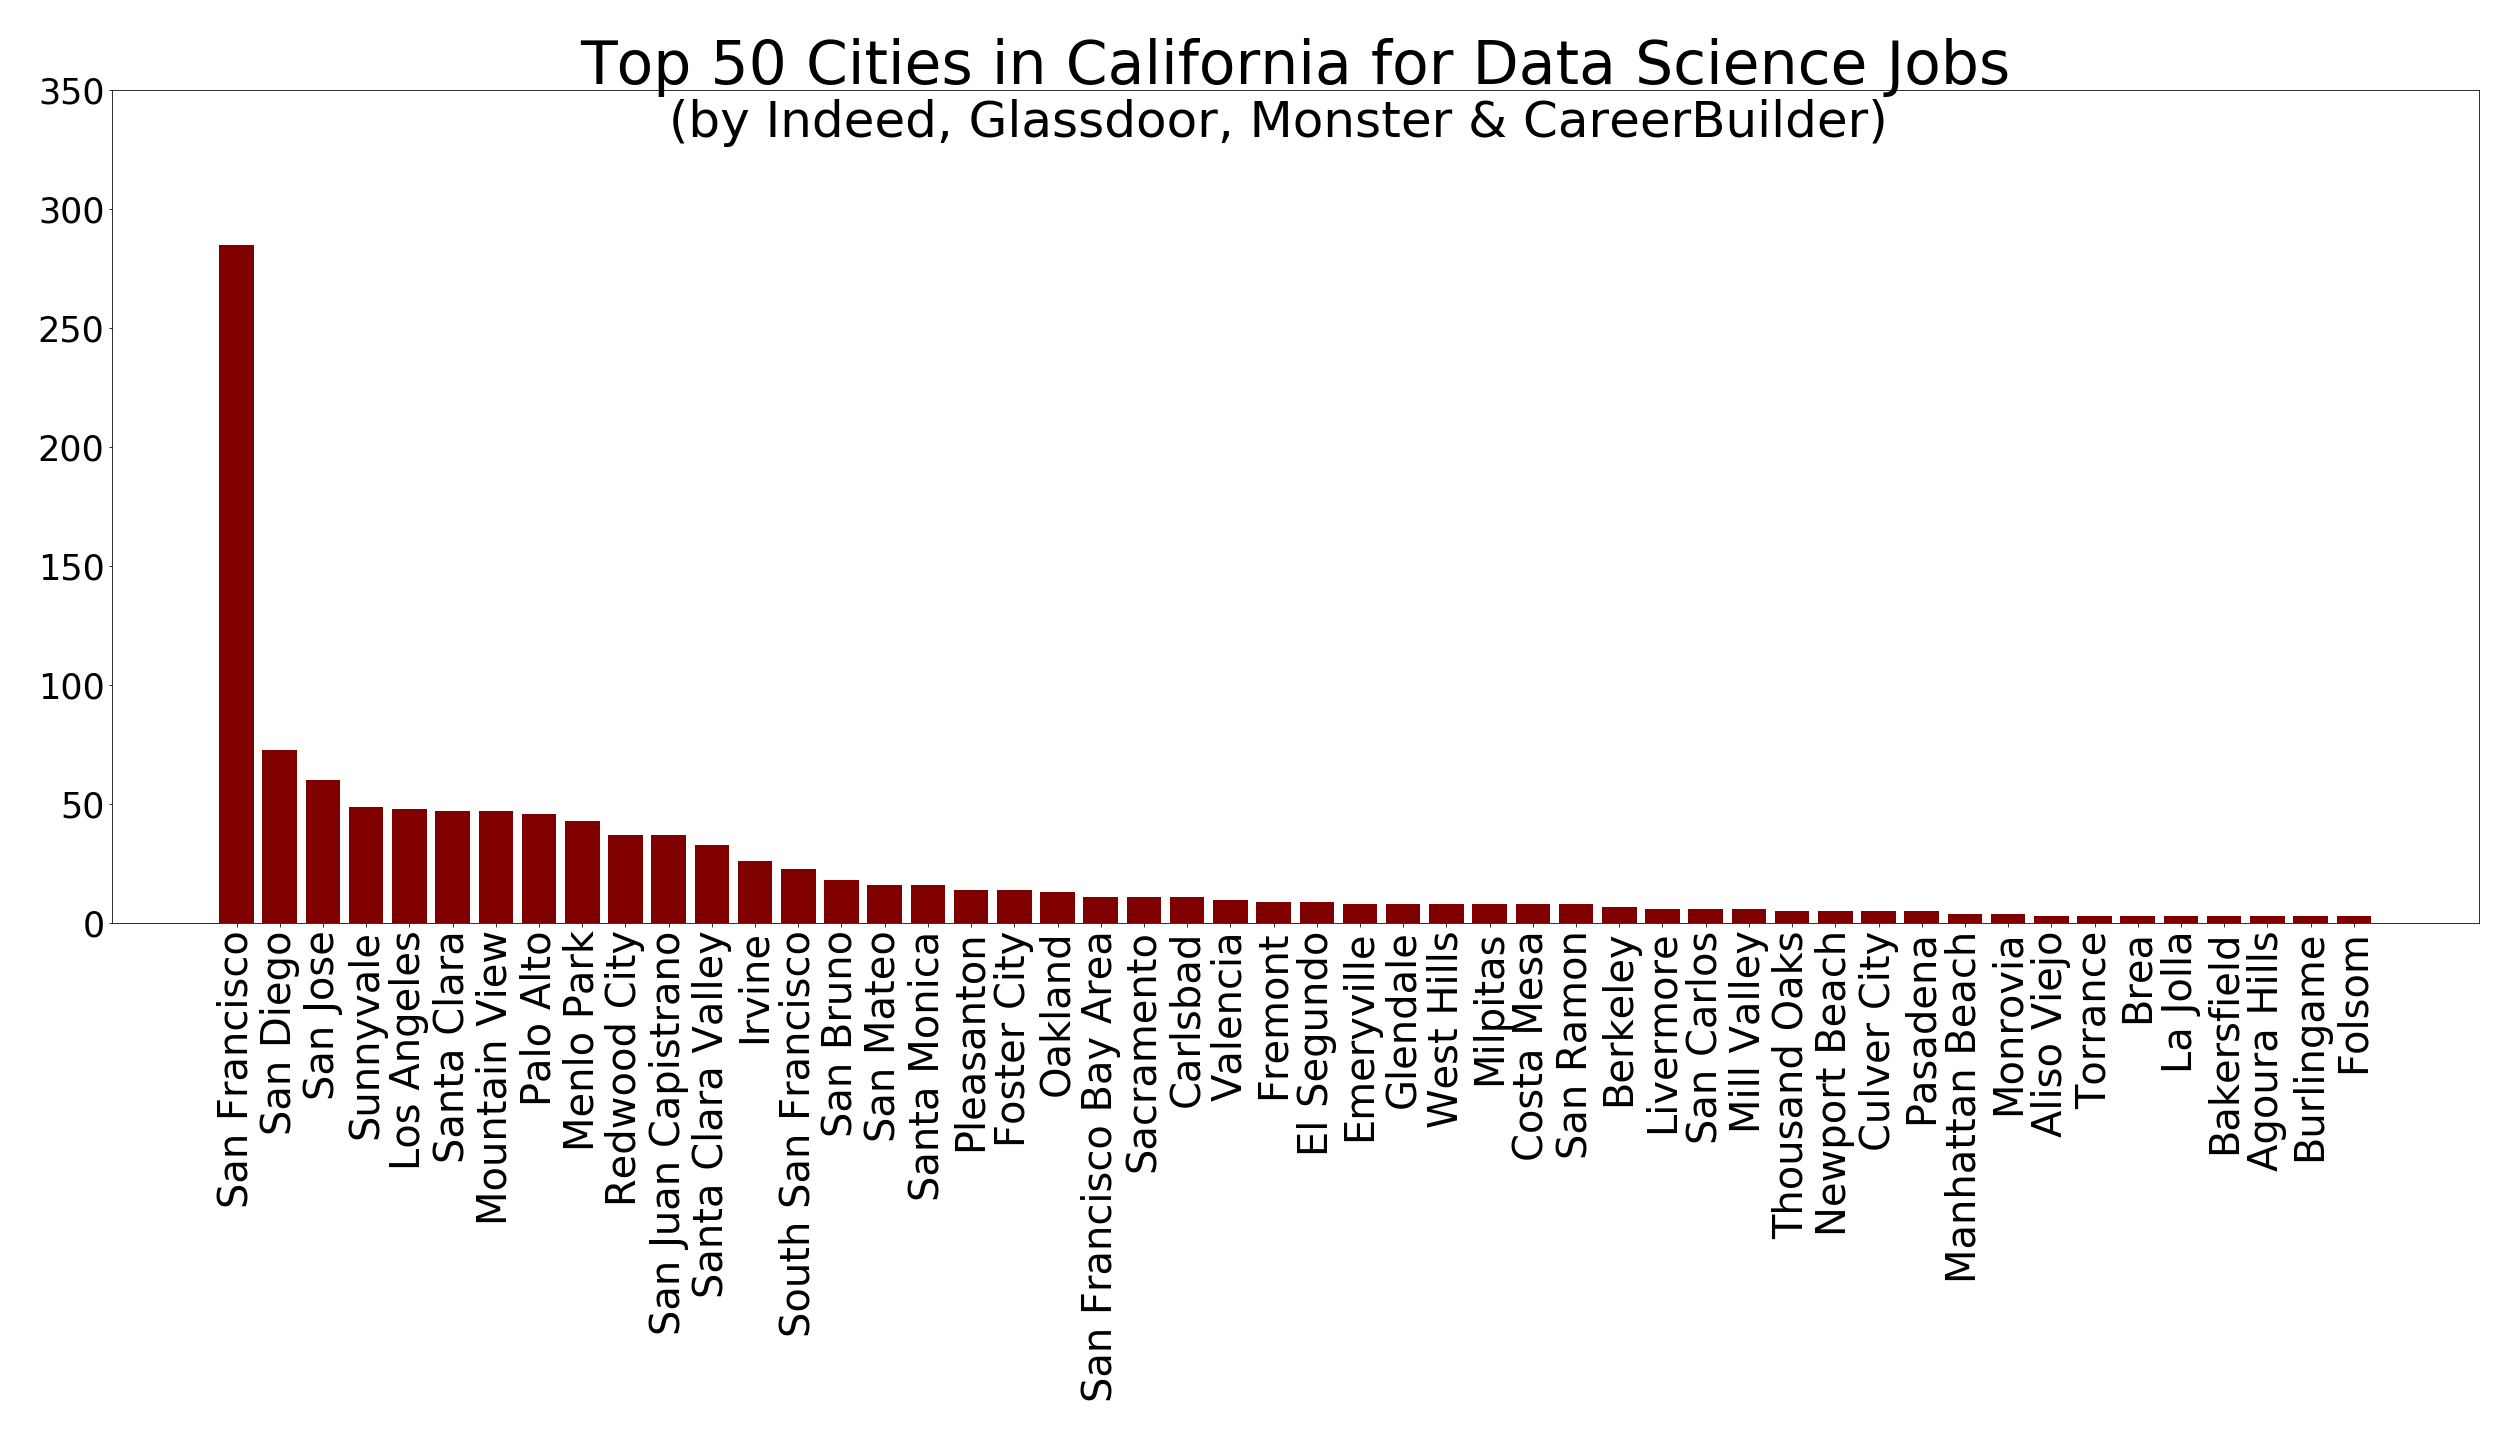 Top 50 Cities in California for Data Science Jobs
(by Indeed, Glassdoor, Monster & CareerBuilder)
350
300
250
200
150
100
50
0
San Francisco
San Diego
San Jose
Sunnyvale
Los Angeles
Santa Clara
Mountain View
Palo Alto
Menlo Park
Redwood City
San Juan Capistrano
Santa Clara Valley
Irvine
South San Francisco
San Bruno
San Mateo
Santa Monica
Pleasanton
Foster City
Oakland
San Francisco Bay Area
Sacramento
Carlsbad
Valencia
Fremont
El Segundo
Emeryville
Glendale
West Hills
Milpitas
Costa Mesa
San Ramon
Berkeley
Livermore
San Carlos
Mill Valley
Thousand Oaks
Newport Beach
Culver City
Pasadena
Manhattan Beach
Monrovia
Aliso Viejo
Torrance
Brea
La Jolla
Bakersfield
Agoura Hills
Burlingame
Folsom